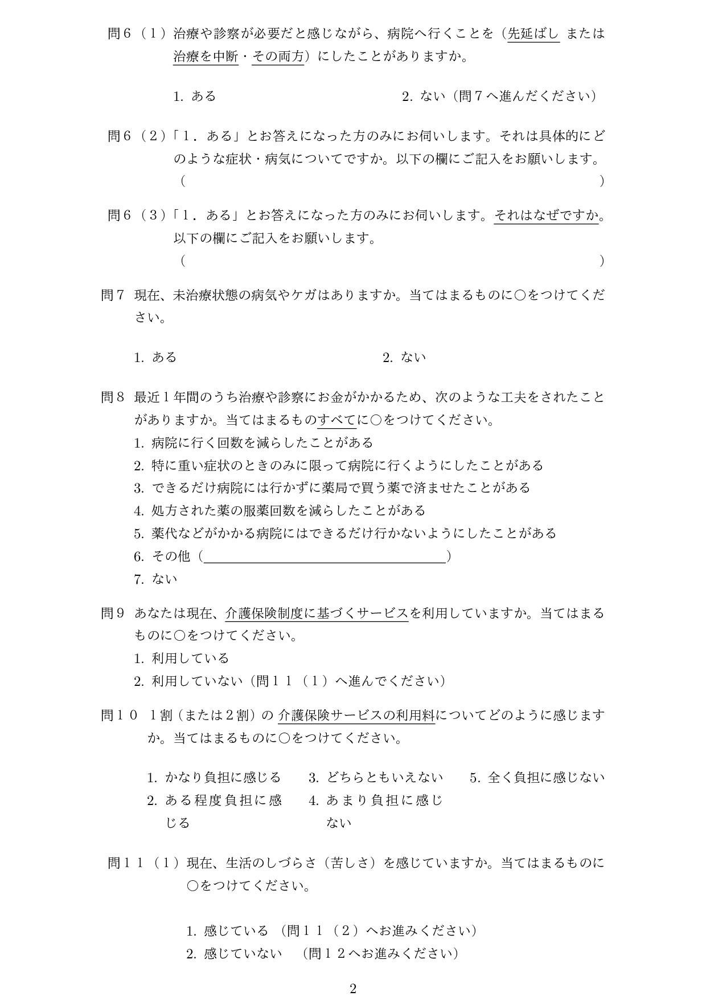 問６（１）治療や診察が必要だと感じながら、病院へ行くことを（先延ばし または
治療を中断・その両方）にしたことがありますか。
1. ある 2. ない（問７へ進んだください）
問６（２）「１．ある」とお答えになった方のみにお伺いします。それは具体的にど
のような症状・病気についてですか。以下の欄にご記入をお願いします。
（ ）
問６（３）「１．ある」とお答えになった方のみにお伺いします。それはなぜですか。
以下の欄にご記入をお願いします。
（ ）
問７ 現在、未治療状態の病気やケガはありますか。当てはまるものに○をつけてくだ
さい。
1. ある 2. ない
問８ 最近１年間のうち治療や診察にお金がかかるため、次のような工夫をされたこと
がありますか。当てはまるものすべてに○をつけてください。
1. 病院に行く回数を減らしたことがある
2. 特に重い症状のときのみに限って病院に行くようにしたことがある
3. できるだけ病院には行かずに薬局で買う薬で済ませたことがある
4. 処方された薬の服薬回数を減らしたことがある
5. 薬代などがかかる病院にはできるだけ行かないようにしたことがある
6. その他（ ）
7. ない
問９ あなたは現在、介護保険制度に基づくサービスを利用していますか。当てはまる
ものに○をつけてください。
1. 利用している
2. 利用していない（問１１（１）へ進んでください）
問１０ １割（または２割）の 介護保険サービスの利用料についてどのように感じます
か。当てはまるものに○をつけてください。
1. かなり負担に感じる 3. どちらともいえない 5. 全く負担に感じない
2. ある程度負担に感 4. あまり負担に感じ
じる ない
問１１（１）現在、生活のしづらさ（苦しさ）を感じていますか。当てはまるものに
○をつけてください。
1. 感じている （問１１（２）へお進みください）
2. 感じていない （問１２へお進みください）
2